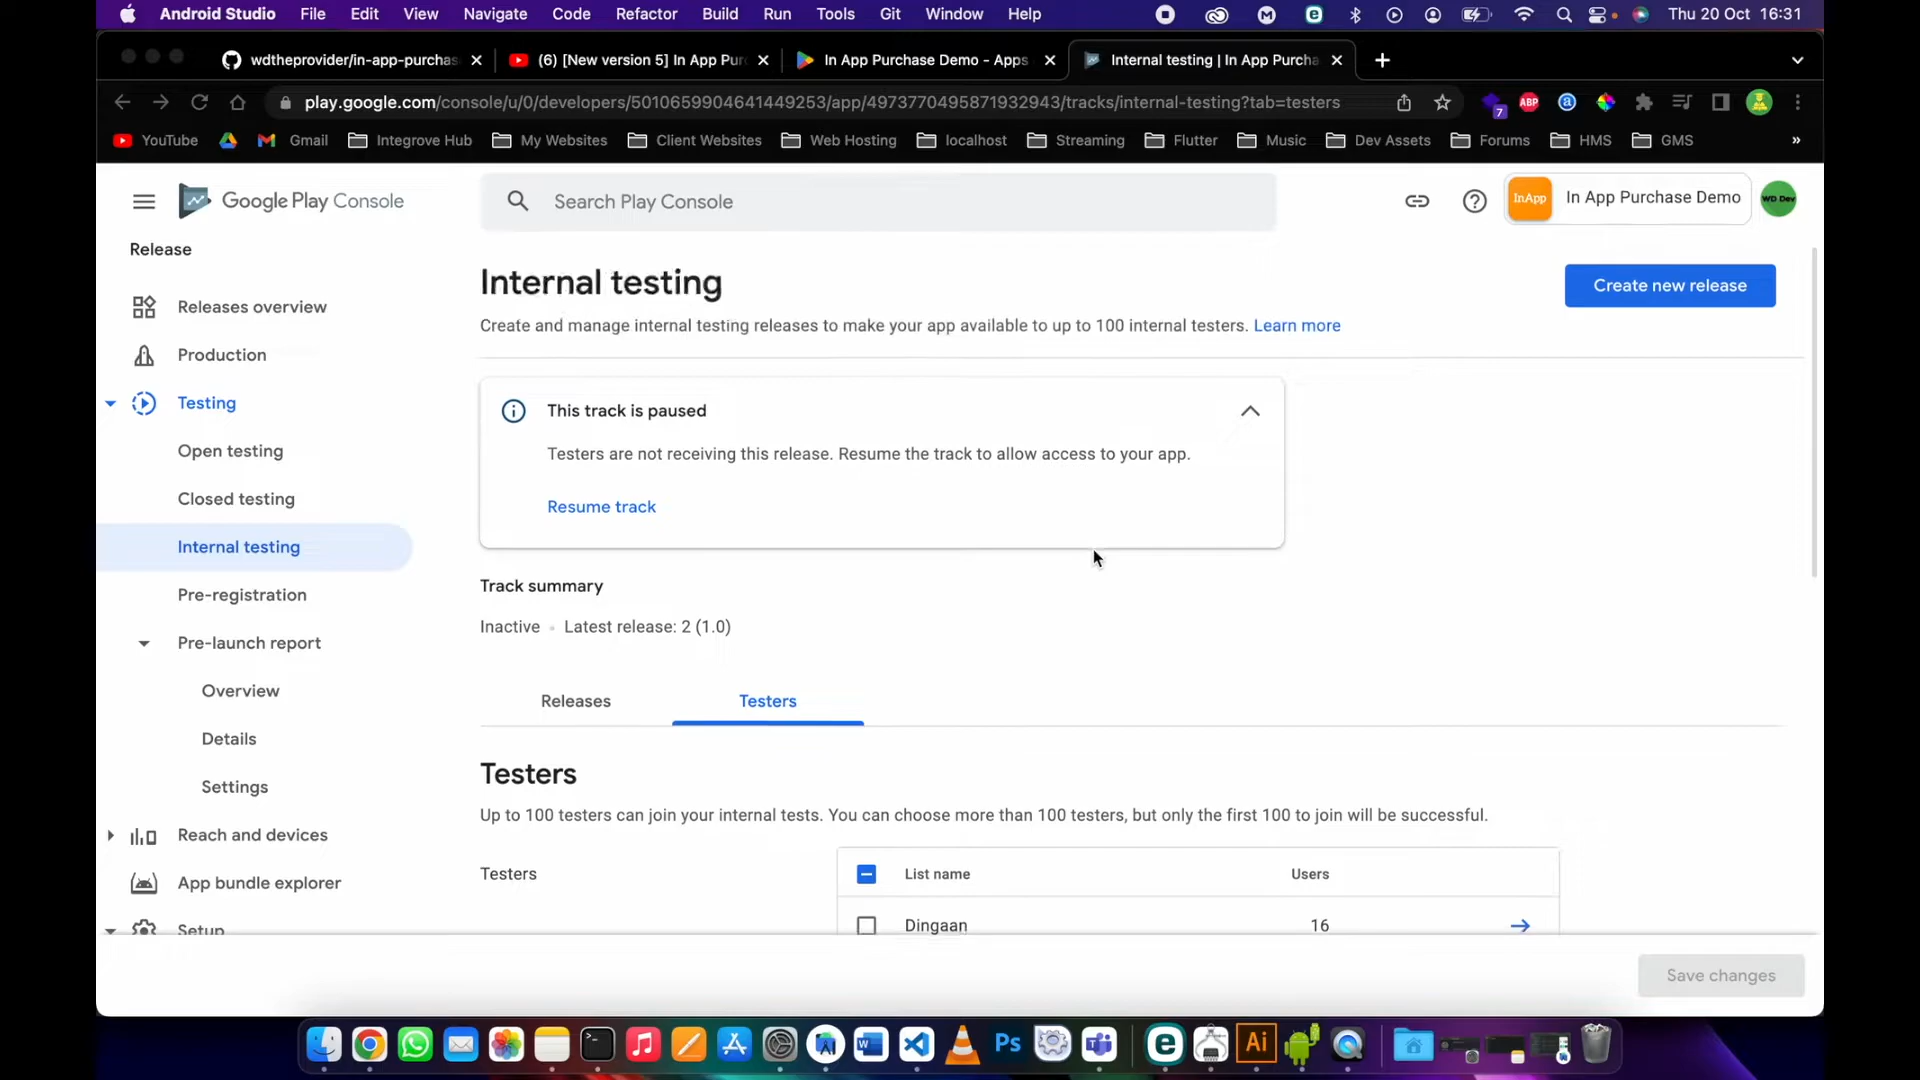 Android Studio File Edit View Navigate Code Refactor Build Run Tools Git Window Help Thu 20 Oct 16:31
wdtheprovider/in-app-purchas (6) [New version 5] In App Pur In App Purchase Demo - Apps Internal testing | In App Purcha
play.google.com/console/u/0/developers/5010659904641449253/app/4973770495871932943/tracks/internal-testing?tab=testers 7 ABP
YouTube Gmail Integrove Hub My Websites Client Websites Web Hosting localhost Streaming Flutter Music Dev Assets Forums HMS GMS »
Google Play Console Search Play Console InApp In App Purchase Demo WD Dev
Release
Releases overview
Production
Testing
Open testing
Closed testing
Internal testing
Pre-registration
Pre-launch report
Overview
Details
Settings
Reach and devices
App bundle explorer
Setup
Internal testing
Create new release
Create and manage internal testing releases to make your app available to up to 100 internal testers. Learn more
This track is paused
Testers are not receiving this release. Resume the track to allow access to your app.
Resume track
Track summary
Inactive • Latest release: 2 (1.0)
Releases Testers
Testers
Up to 100 testers can join your internal tests. You can choose more than 100 testers, but only the first 100 to join will be successful.
Testers List name Users
Dingaan 16
Save changes
Ps Ai